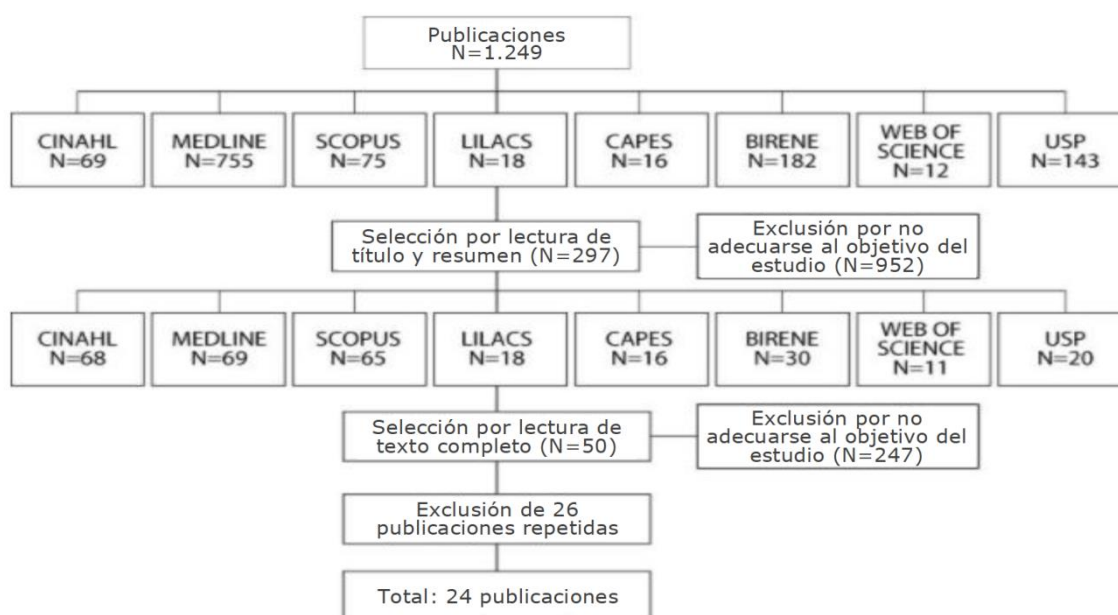 Publicaciones
N=1.249
CINAHL
N=69
MEDLINE
N=755
SCOPUS
N=75
LILACS
N=18
CAPES
N=16
BIRENE
N=182
WEB OF
SCIENCE
N=12
USP
N=143
Selección por lectura de
título y resumen (N=297)
Exclusión por no
adecuarse al objetivo del
estudio (N=952)
CINAHL
N=68
MEDLINE
N=69
SCOPUS
N=65
LILACS
N=18
CAPES
N=16
BIRENE
N=30
WEB OF
SCIENCE
N=11
USP
N=20
Selección por lectura de
texto completo (N=50)
Exclusión por no
adecuarse al objetivo del
estudio (N=247)
Exclusión de 26
publicaciones repetidas
Total: 24 publicaciones